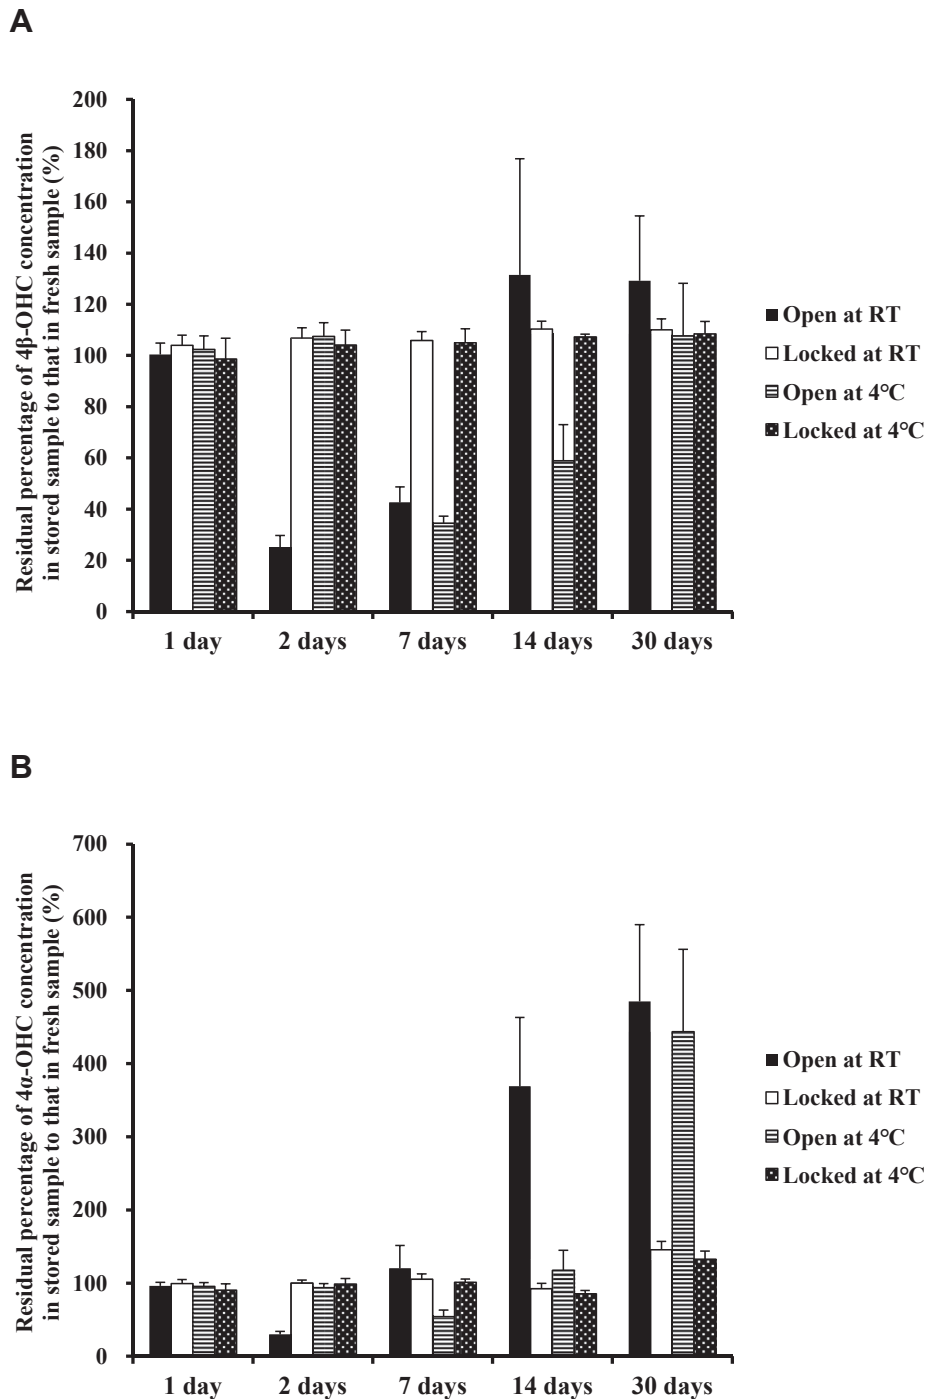 A
Residual percentage of 4β-OHC concentration
in stored sample to that in fresh sample (%)
200
180
160
140
120
100
80
60
40
20
0
1 day
2 days
7 days
14 days
30 days
Open at RT
Locked at RT
Open at 4°C
Locked at 4°C
B
Residual percentage of 4α-OHC concentration
in stored sample to that in fresh sample (%)
700
600
500
400
300
200
100
0
1 day
2 days
7 days
14 days
30 days
Open at RT
Locked at RT
Open at 4°C
Locked at 4°C